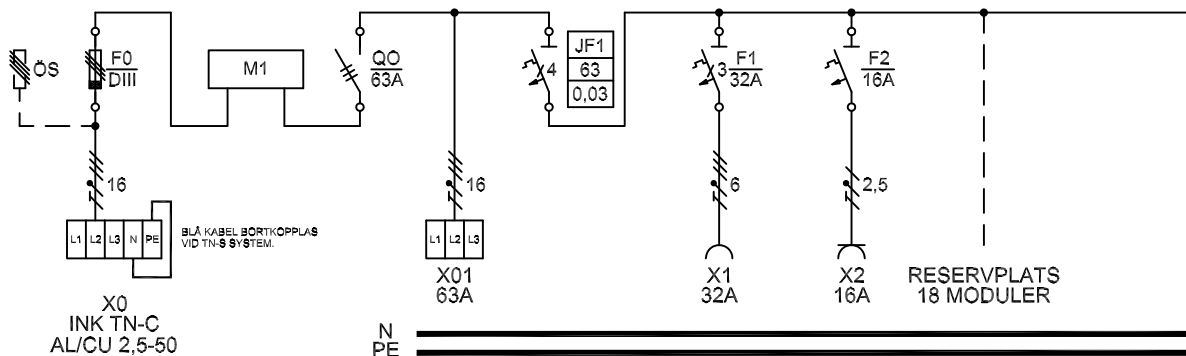 ÖS
F0
DIII
M1
QÖ
63A
4
JF1
63
0,03
3
F1
32A
F2
16A
16
16
6
2,5
L1 L2 L3 N PE
BLÅ KABEL BORTKOPPLAS
VID TN-S SYSTEM.
L1 L2 L3
X0
INK TN-C
AL/CU 2,5-50
X01
63A
X1
32A
X2
16A
RESERVPLATS
18 MODULER
N
PE